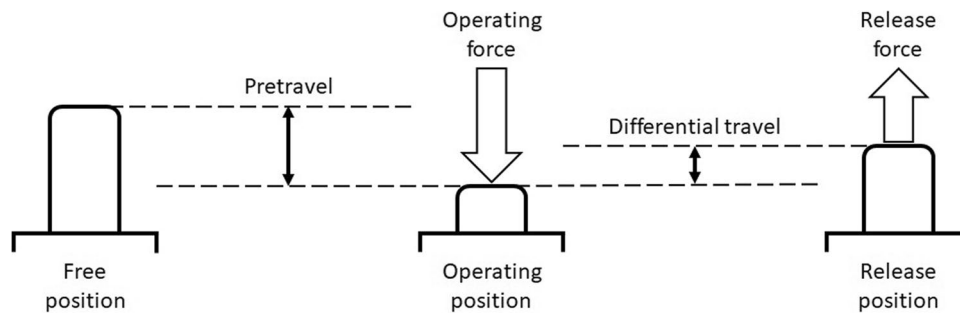 Operating
force
Release
force
Pretravel
Differential travel
Free
position
Operating
position
Release
position